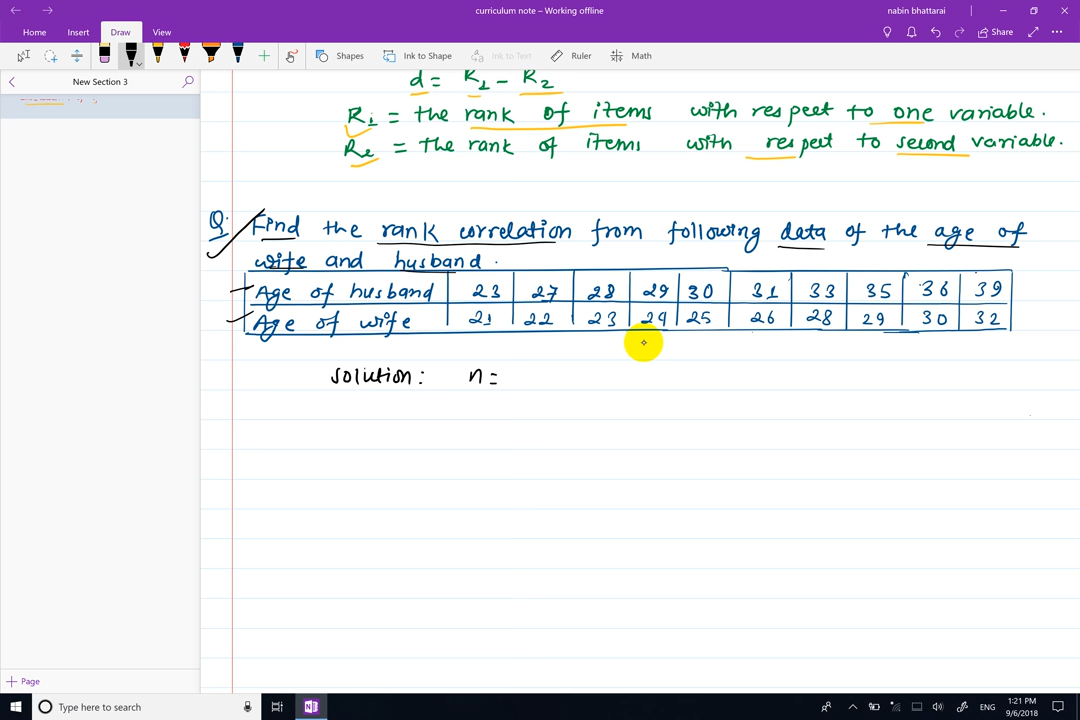 curriculum note – Working offline
nabin bhattarai
Home Insert Draw View
Share
Shapes Ink to Shape Ink to Text Ruler Math
New Section 3
d = R1 - R2
R1 = the rank of items with respect to one variable.
R2 = the rank of items with respect to second variable.
Q. Find the rank correlation from following data of the age of
wife and husband.
Age of husband 23 27 28 29 30 31 33 35 36 39
Age of wife 21 22 23 24 25 26 28 29 30 32
solution: n =
+ Page
Type here to search
ENG
1:21 PM
9/6/2018